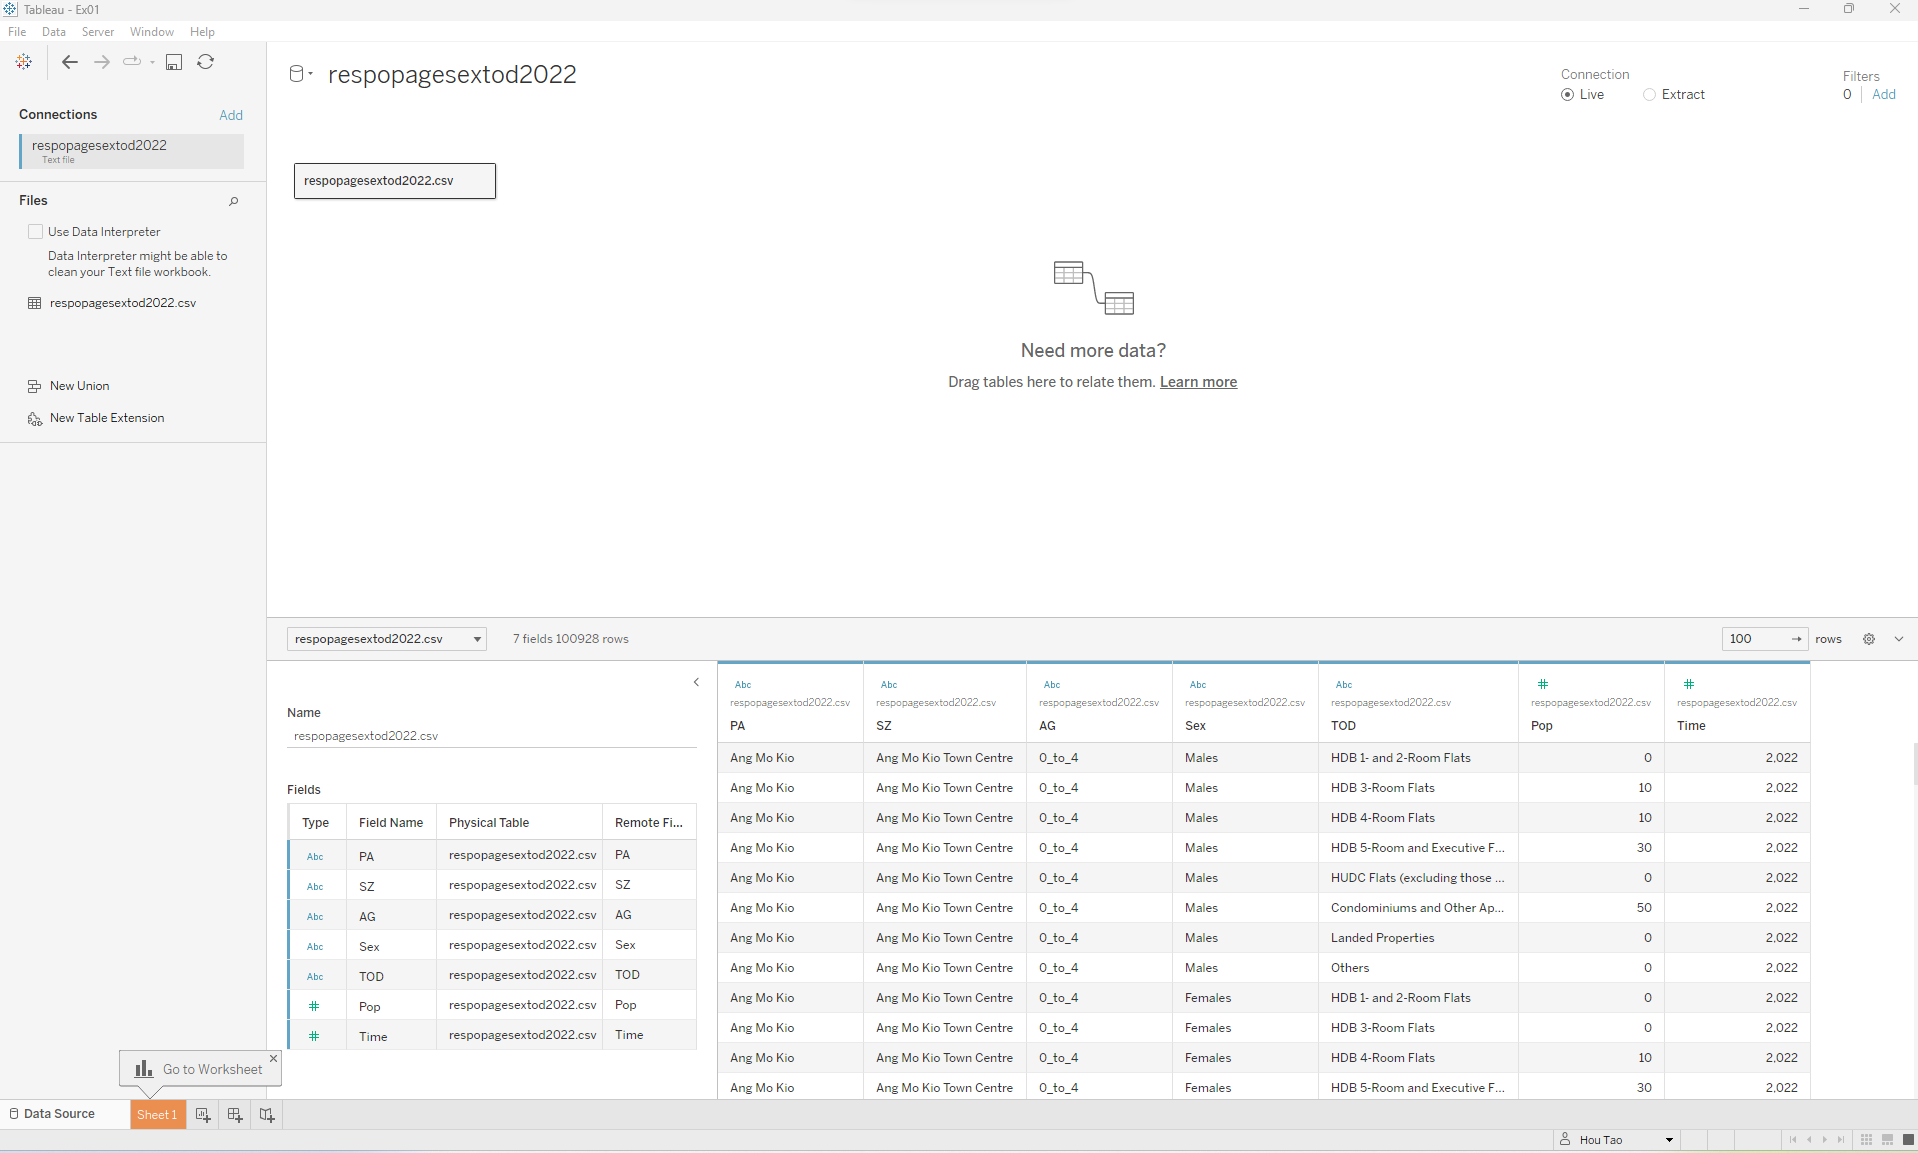 Tableau - Ex01
File Data Server Window Help
Connections Add
respopagesextod2022
Text file
Files
Use Data Interpreter
Data Interpreter might be able to
clean your Text file workbook.
respopagesextod2022.csv
New Union
New Table Extension
respopagesextod2022
Connection
Live Extract
Filters
0 Add
respopagesextod2022.csv
Need more data?
Drag tables here to relate them. Learn more
respopagesextod2022.csv 7 fields 100928 rows 100 rows
Name
respopagesextod2022.csv
Fields
Type Field Name Physical Table Remote Fi...
Abc PA respopagesextod2022.csv PA
Abc SZ respopagesextod2022.csv SZ
Abc AG respopagesextod2022.csv AG
Abc Sex respopagesextod2022.csv Sex
Abc TOD respopagesextod2022.csv TOD
# Pop respopagesextod2022.csv Pop
# Time respopagesextod2022.csv Time
Abc Abc Abc Abc Abc # #
respopagesextod2022.csv respopagesextod2022.csv respopagesextod2022.csv respopagesextod2022.csv respopagesextod2022.csv respopagesextod2022.csv respopagesextod2022.csv
PA SZ AG Sex TOD Pop Time
Ang Mo Kio Ang Mo Kio Town Centre 0_to_4 Males HDB 1- and 2-Room Flats 0 2,022
Ang Mo Kio Ang Mo Kio Town Centre 0_to_4 Males HDB 3-Room Flats 10 2,022
Ang Mo Kio Ang Mo Kio Town Centre 0_to_4 Males HDB 4-Room Flats 10 2,022
Ang Mo Kio Ang Mo Kio Town Centre 0_to_4 Males HDB 5-Room and Executive F... 30 2,022
Ang Mo Kio Ang Mo Kio Town Centre 0_to_4 Males HUDC Flats (excluding those ... 0 2,022
Ang Mo Kio Ang Mo Kio Town Centre 0_to_4 Males Condominiums and Other Ap... 50 2,022
Ang Mo Kio Ang Mo Kio Town Centre 0_to_4 Males Landed Properties 0 2,022
Ang Mo Kio Ang Mo Kio Town Centre 0_to_4 Males Others 0 2,022
Ang Mo Kio Ang Mo Kio Town Centre 0_to_4 Females HDB 1- and 2-Room Flats 0 2,022
Ang Mo Kio Ang Mo Kio Town Centre 0_to_4 Females HDB 3-Room Flats 0 2,022
Ang Mo Kio Ang Mo Kio Town Centre 0_to_4 Females HDB 4-Room Flats 10 2,022
Ang Mo Kio Ang Mo Kio Town Centre 0_to_4 Females HDB 5-Room and Executive F... 30 2,022
Go to Worksheet
Data Source Sheet 1
Hou Tao